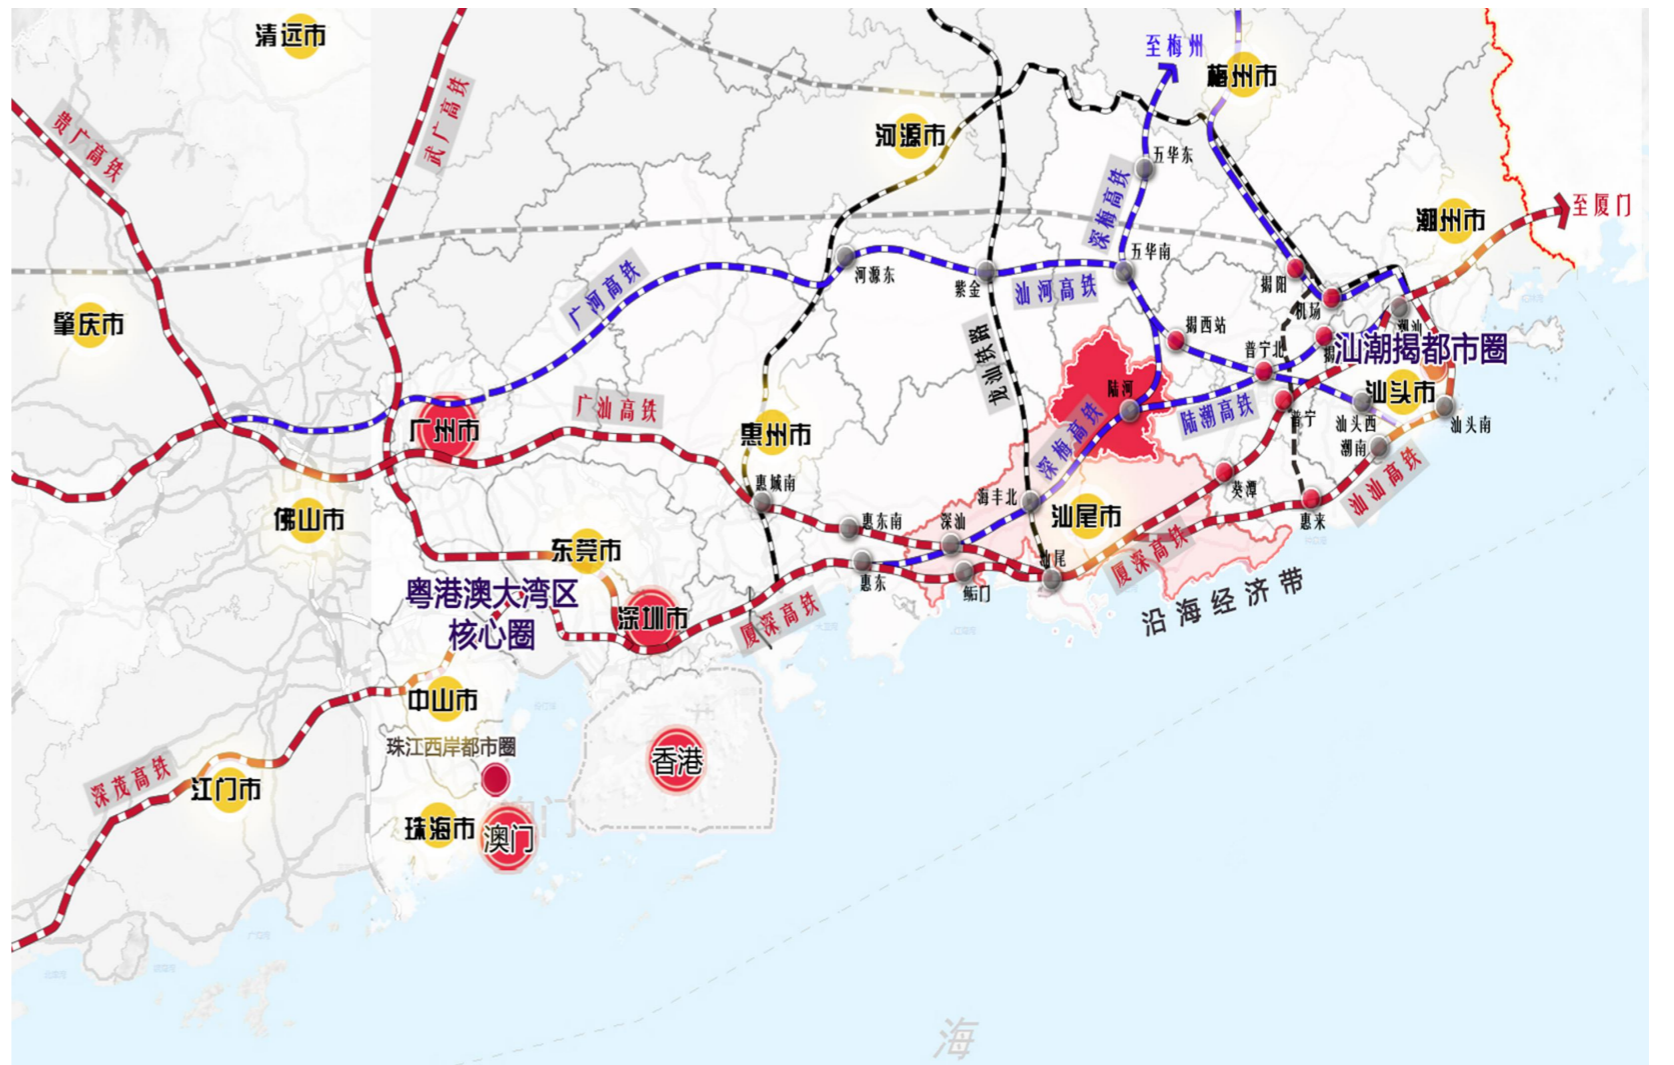 清远市
至梅州
梅州市
贵广高铁
武广高铁
河源市
五华东
深梅高铁
潮州市
至厦门
五华南
河源东
紫金
汕河高铁
广河高铁
揭阳
机场
肇庆市
揭西站
普宁北
潮汕
汕潮揭都市圈
龙汕铁路
陆河
广汕高铁
陆潮高铁
汕头市
普宁
汕头西
汕头南
广州市
惠州市
深梅高铁
潮南
汕汕高铁
惠城南
海丰北
葵潭
佛山市
惠东南
深汕
汕尾市
惠来
东莞市
惠东
汕尾
厦深高铁
粤港澳大湾区
核心圈
鲘门
沿海经济带
深圳市
厦深高铁
中山市
珠江西岸都市圈
香港
深茂高铁
江门市
珠海市
澳门
海